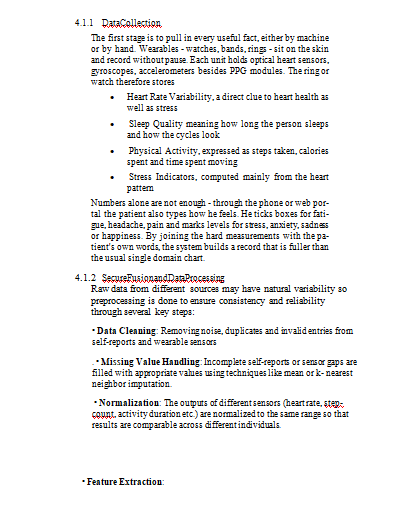 4.1.1 DataCollection
The first stage is to pull in every useful fact, either by machine
or by hand. Wearables - watches, bands, rings - sit on the skin
and record without pause. Each unit holds optical heart sensors,
gyroscopes, accelerometers besides PPG modules. The ring or
watch therefore stores
• Heart Rate Variability, a direct clue to heart health as
well as stress
• Sleep Quality meaning how long the person sleeps
and how the cycles look
• Physical Activity, expressed as steps taken, calories
spent and time spent moving
• Stress Indicators, computed mainly from the heart
pattern
Numbers alone are not enough - through the phone or web por-
tal the patient also types how he feels. He ticks boxes for fati-
gue, headache, pain and marks levels for stress, anxiety, sadness
or happiness. By joining the hard measurements with the pa-
tient's own words, the system builds a record that is fuller than
the usual single domain chart.
4.1.2 SecureFusionandDataProcessing
Raw data from different sources may have natural variability so
preprocessing is done to ensure consistency and reliability
through several key steps:
• Data Cleaning: Removing noise, duplicates and invalid entries from
self-reports and wearable sensors
. • Missing Value Handling: Incomplete self-reports or sensor gaps are
filled with appropriate values using techniques like mean or k- nearest
neighbor imputation.
• Normalization: The outputs of different sensors (heart rate, step-
count, activity duration etc.) are normalized to the same range so that
results are comparable across different individuals.
• Feature Extraction: